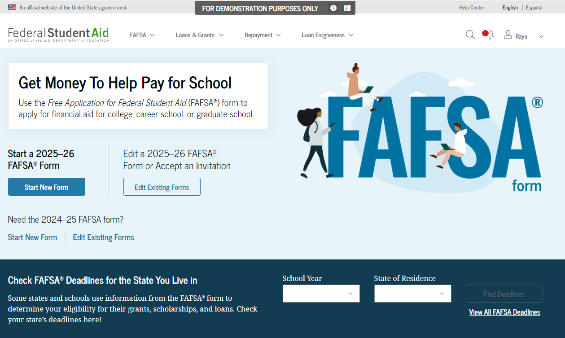 An official website of the United States government.
FOR DEMONSTRATION PURPOSES ONLY
Help Center
English | Español
Federal Student Aid
AN OFFICE OF THE U.S. DEPARTMENT OF EDUCATION
FAFSA
Loans & Grants
Repayment
Loan Forgiveness
Raya
Get Money To Help Pay for School
Use the Free Application for Federal Student Aid (FAFSA®) form to
apply for financial aid for college, career school, or graduate school.
FAFSA®
form
Start a 2025–26
FAFSA® Form
Start New Form
Edit a 2025–26 FAFSA®
Form or Accept an Invitation
Edit Existing Forms
Need the 2024–25 FAFSA form?
Start New Form
Edit Existing Forms
Check FAFSA® Deadlines for the State You Live in
Some states and schools use information from the FAFSA® form to
determine your eligibility for their grants, scholarships, and loans. Check
your state's deadlines here!
School Year
State of Residence
Find Deadlines
View All FAFSA Deadlines